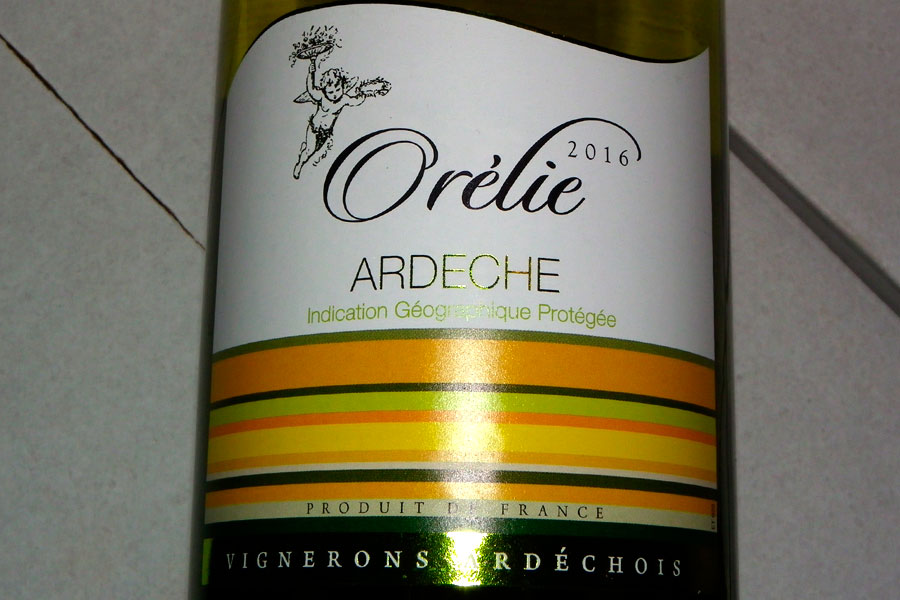 Orélie 2016
ARDECHE
Indication Géographique Protégée
PRODUIT DE FRANCE
VIGNERONS ARDÉCHOIS